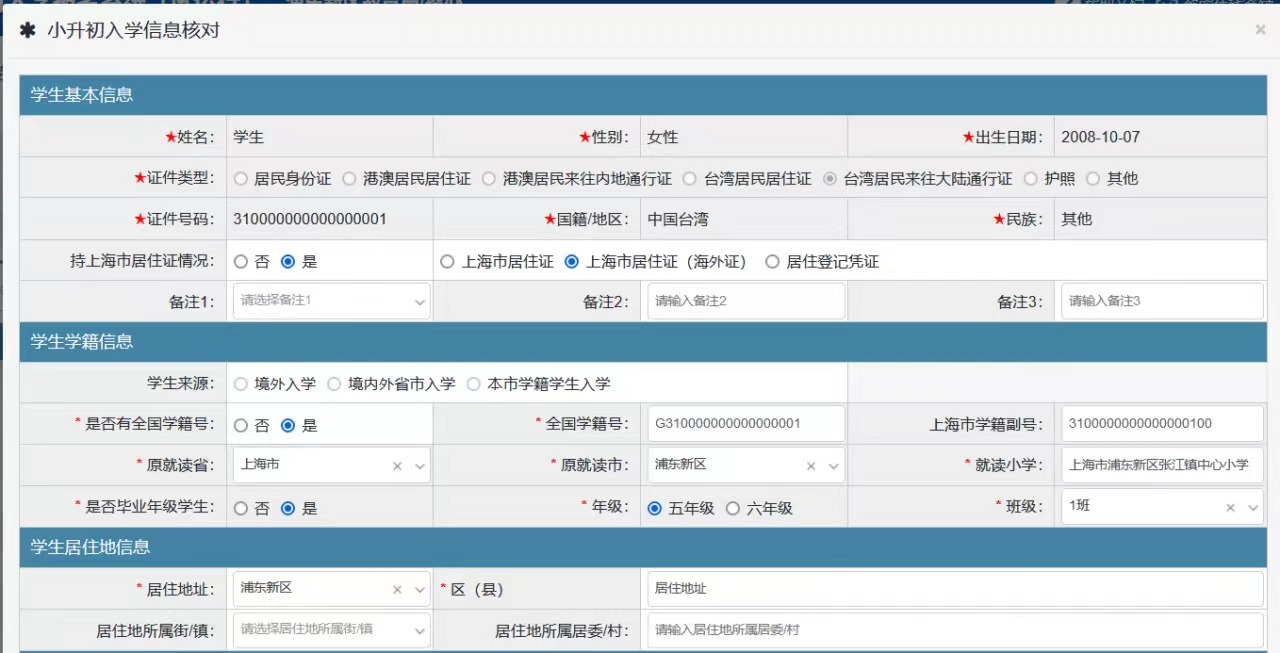 ✱ 小升初入学信息核对 ×
学生基本信息
★姓名: 学生 ★性别: 女性 ★出生日期: 2008-10-07
★证件类型: 居民身份证 港澳居民居住证 港澳居民来往内地通行证 台湾居民居住证 台湾居民来往大陆通行证 护照 其他
★证件号码: 310000000000000001 ★国籍/地区: 中国台湾 ★民族: 其他
持上海市居住证情况: 否 是 上海市居住证 上海市居住证（海外证） 居住登记凭证
备注1: 请选择备注1 备注2: 请输入备注2 备注3: 请输入备注3
学生学籍信息
学生来源: 境外入学 境内外省市入学 本市学籍学生入学
* 是否有全国学籍号: 否 是 * 全国学籍号: G310000000000000001 上海市学籍副号: 3100000000000000100
* 原就读省: 上海市 × * 原就读市: 浦东新区 × * 就读小学: 上海市浦东新区张江镇中心小学
* 是否毕业年级学生: 否 是 * 年级: 五年级 六年级 * 班级: 1班 ×
学生居住地信息
* 居住地址: 浦东新区 × * 区（县） 居住地址
居住地所属街/镇: 请选择居住地所属街/镇 居住地所属居委/村: 请输入居住地所属居委/村